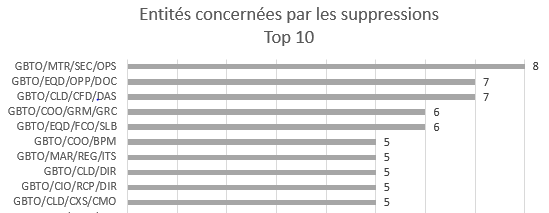 Entités concernées par les suppressions
Top 10
GBTO/MTR/SEC/OPS 8
GBTO/EQD/OPP/DOC 7
GBTO/CLD/CFD/DAS 7
GBTO/COO/GRM/GRC 6
GBTO/EQD/FCO/SLB 6
GBTO/COO/BPM 5
GBTO/MAR/REG/ITS 5
GBTO/CLD/DIR 5
GBTO/CIO/RCP/DIR 5
GBTO/CLD/CXS/CMO 5